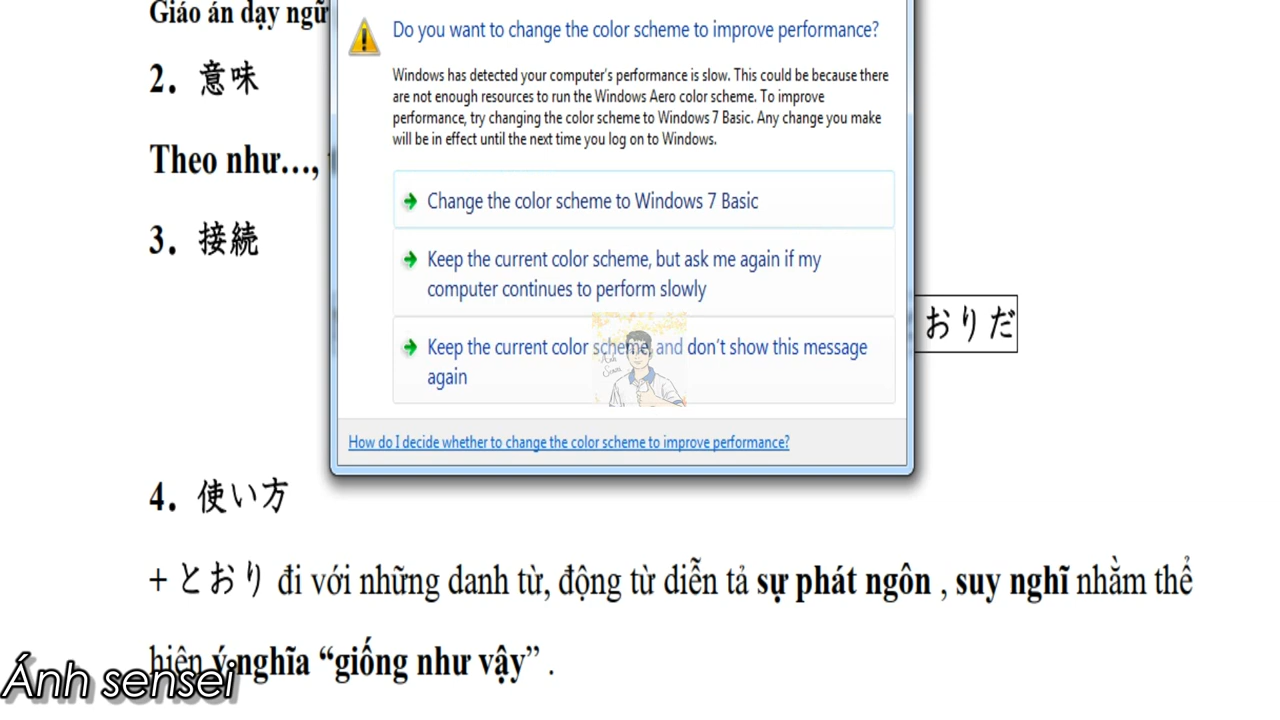 Giáo án dạy ngữ
2. 意味
Theo như…,
3. 接続
おりだ
4. 使い方
+ とおり đi với những danh từ, động từ diễn tả sự phát ngôn , suy nghĩ nhằm thể
hiện ý nghĩa “giống như vậy” .
Do you want to change the color scheme to improve performance?
Windows has detected your computer's performance is slow. This could be because there
are not enough resources to run the Windows Aero color scheme. To improve
performance, try changing the color scheme to Windows 7 Basic. Any change you make
will be in effect until the next time you log on to Windows.
Change the color scheme to Windows 7 Basic
Keep the current color scheme, but ask me again if my
computer continues to perform slowly
Keep the current color scheme, and don't show this message
again
How do I decide whether to change the color scheme to improve performance?
Ánh sensei